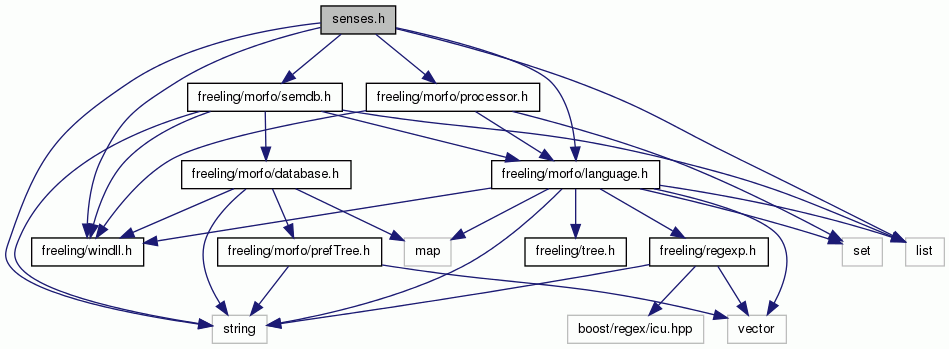 senses.h
freeling/morfo/semdb.h
freeling/morfo/processor.h
freeling/morfo/database.h
freeling/morfo/language.h
freeling/windll.h
freeling/morfo/prefTree.h
map
freeling/tree.h
freeling/regexp.h
set
list
string
boost/regex/icu.hpp
vector